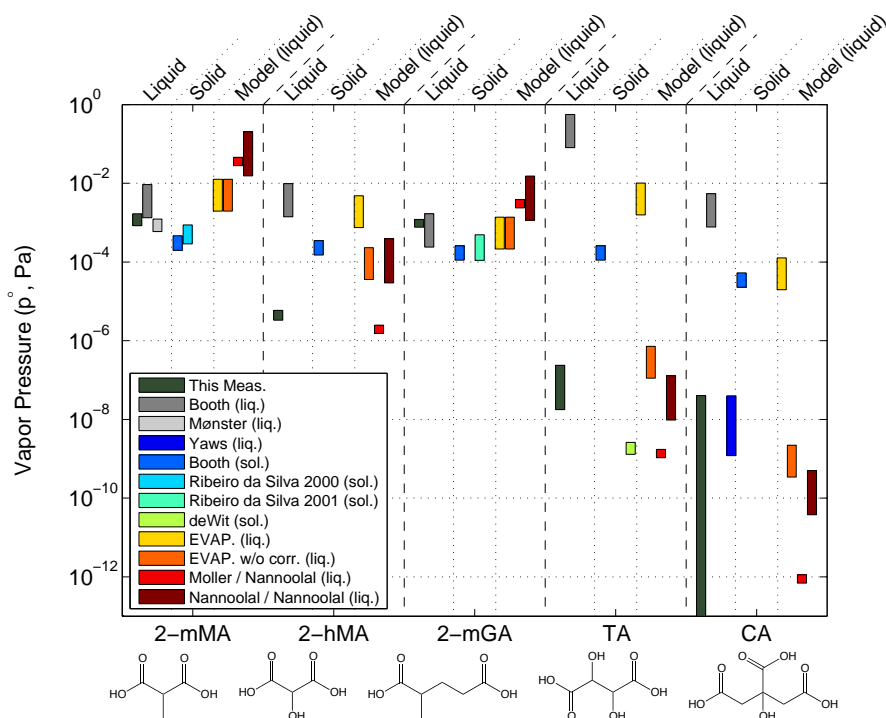 Liquid Solid Model (liquid) Liquid Solid Model (liquid) Liquid Solid Model (liquid) Liquid Solid Model (liquid) Liquid Solid Model (liquid)
Vapor Pressure (p°, Pa)
10⁰
10⁻²
10⁻⁴
10⁻⁶
10⁻⁸
10⁻¹⁰
10⁻¹²
This Meas.
Booth (liq.)
Mønster (liq.)
Yaws (liq.)
Booth (sol.)
Ribeiro da Silva 2000 (sol.)
Ribeiro da Silva 2001 (sol.)
deWit (sol.)
EVAP. (liq.)
EVAP. w/o corr. (liq.)
Moller / Nannoolal (liq.)
Nannoolal / Nannoolal (liq.)
2−mMA 2−hMA 2−mGA TA CA
O O HO OH
O O HO OH OH
O O HO OH
OH O HO OH O OH
O OH O O HO OH OH